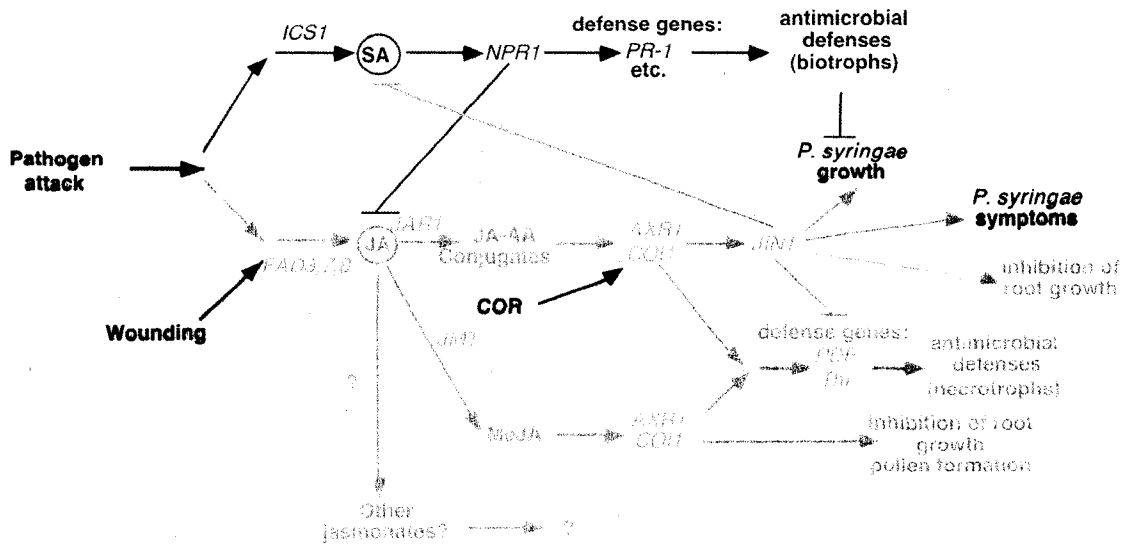 ICS1
SA
NPR1
defense genes:
PR-1
etc.
antimicrobial
defenses
(biotrophs)
Pathogen
attack
P. syringae
growth
P. syringae
symptoms
JA
JAR1
JA-AA
Conjugates
AXR1
COI1
JIN1
inhibition of
root growth
Wounding
COR
JMT
?
defense genes:
PDF
Thi
antimicrobial
defenses
(necrotrophs)
MeJA
AXR1
COI1
inhibition of root
growth
pollen formation
Other
jasmonates?
?